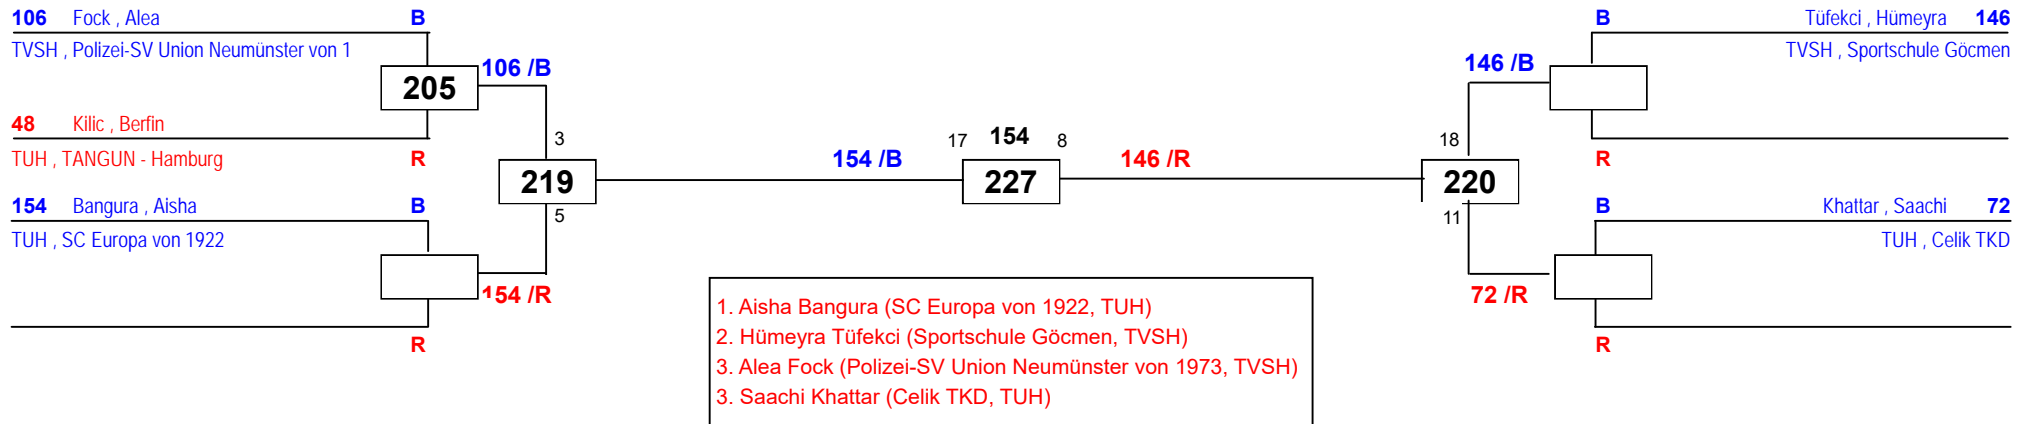 106 Fock , Alea B
TVSH , Polizei-SV Union Neumünster von 1
205
106 /B
48 Kilic , Berfin
TUH , TANGUN - Hamburg R
3
219
5
154 Bangura , Aisha B
TUH , SC Europa von 1922
154 /R
R
154 /B
17 154 8
227
146 /R
B Tüfekci , Hümeyra 146
TVSH , Sportschule Göcmen
146 /B
R
18
220
11
B Khattar , Saachi 72
TUH , Celik TKD
72 /R
R
1. Aisha Bangura (SC Europa von 1922, TUH)
2. Hümeyra Tüfekci (Sportschule Göcmen, TVSH)
3. Alea Fock (Polizei-SV Union Neumünster von 1973, TVSH)
3. Saachi Khattar (Celik TKD, TUH)